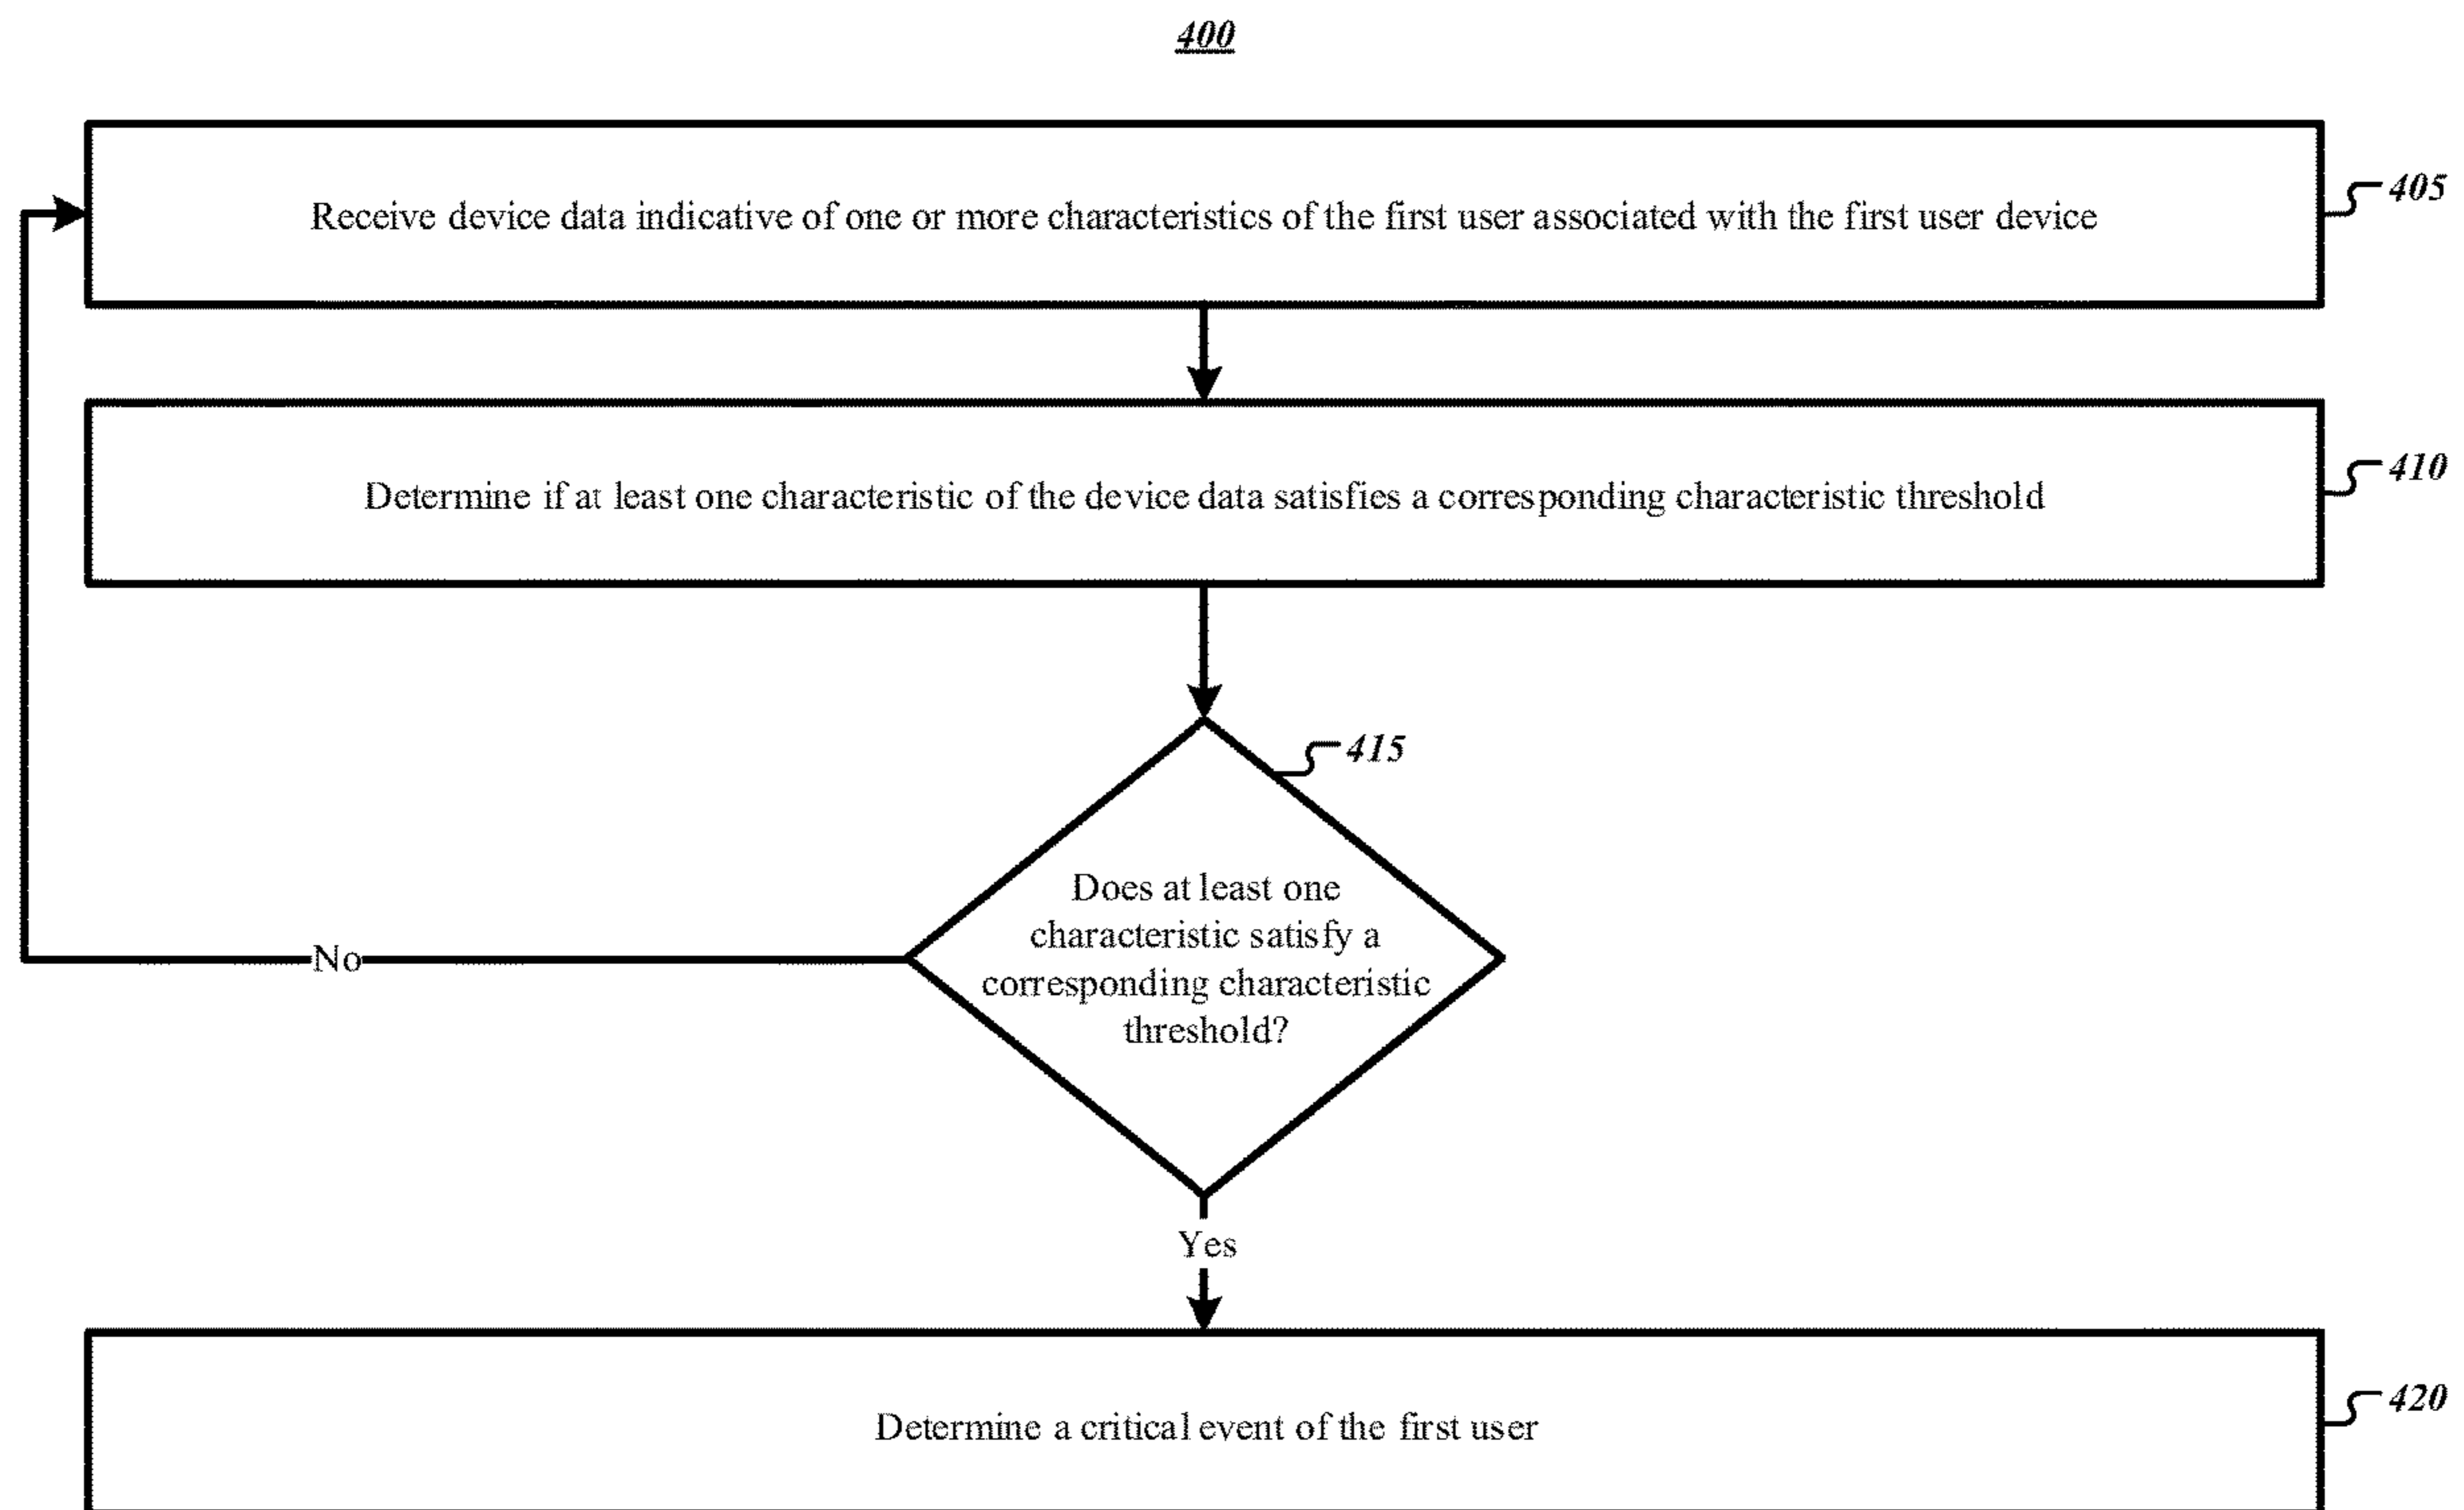 400
Receive device data indicative of one or more characteristics of the first user associated with the first user device
405
Determine if at least one characteristic of the device data satisfies a corresponding characteristic threshold
410
415
Does at least one
characteristic satisfy a
corresponding characteristic
threshold?
No
Yes
Determine a critical event of the first user
420